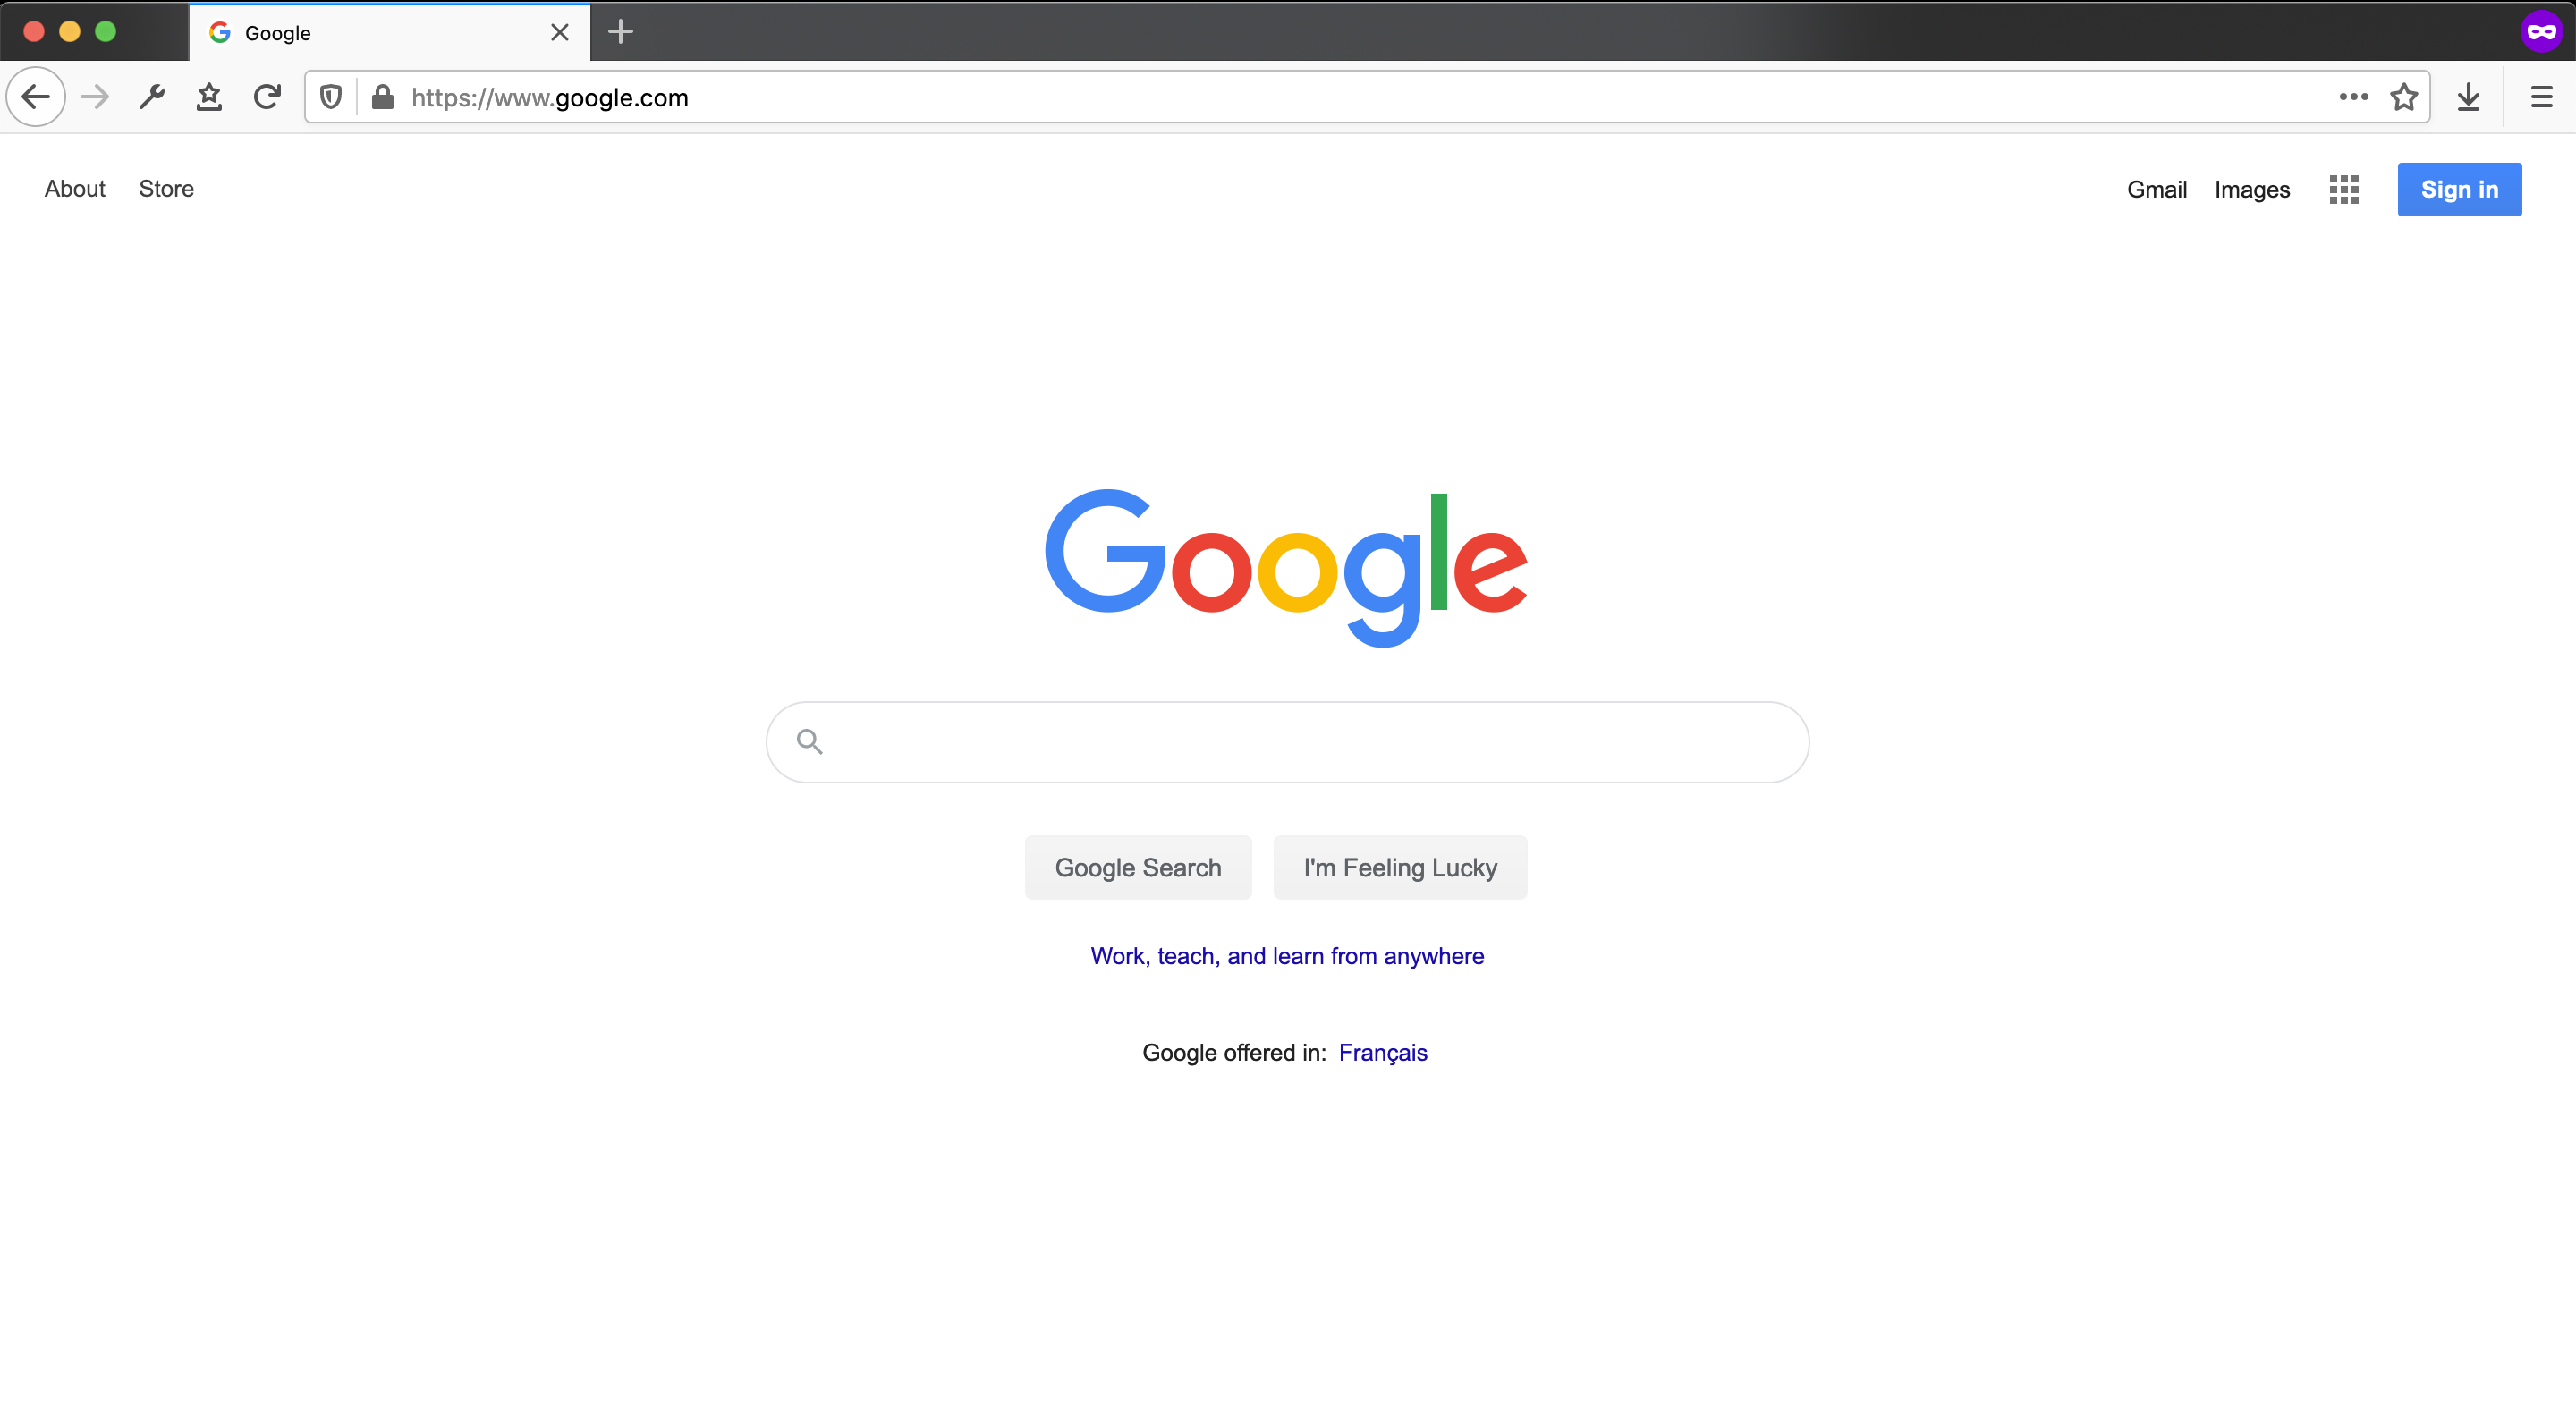 Google
https://www.google.com
About Store
Gmail Images Sign in
Google
Google Search I'm Feeling Lucky
Work, teach, and learn from anywhere
Google offered in: Français